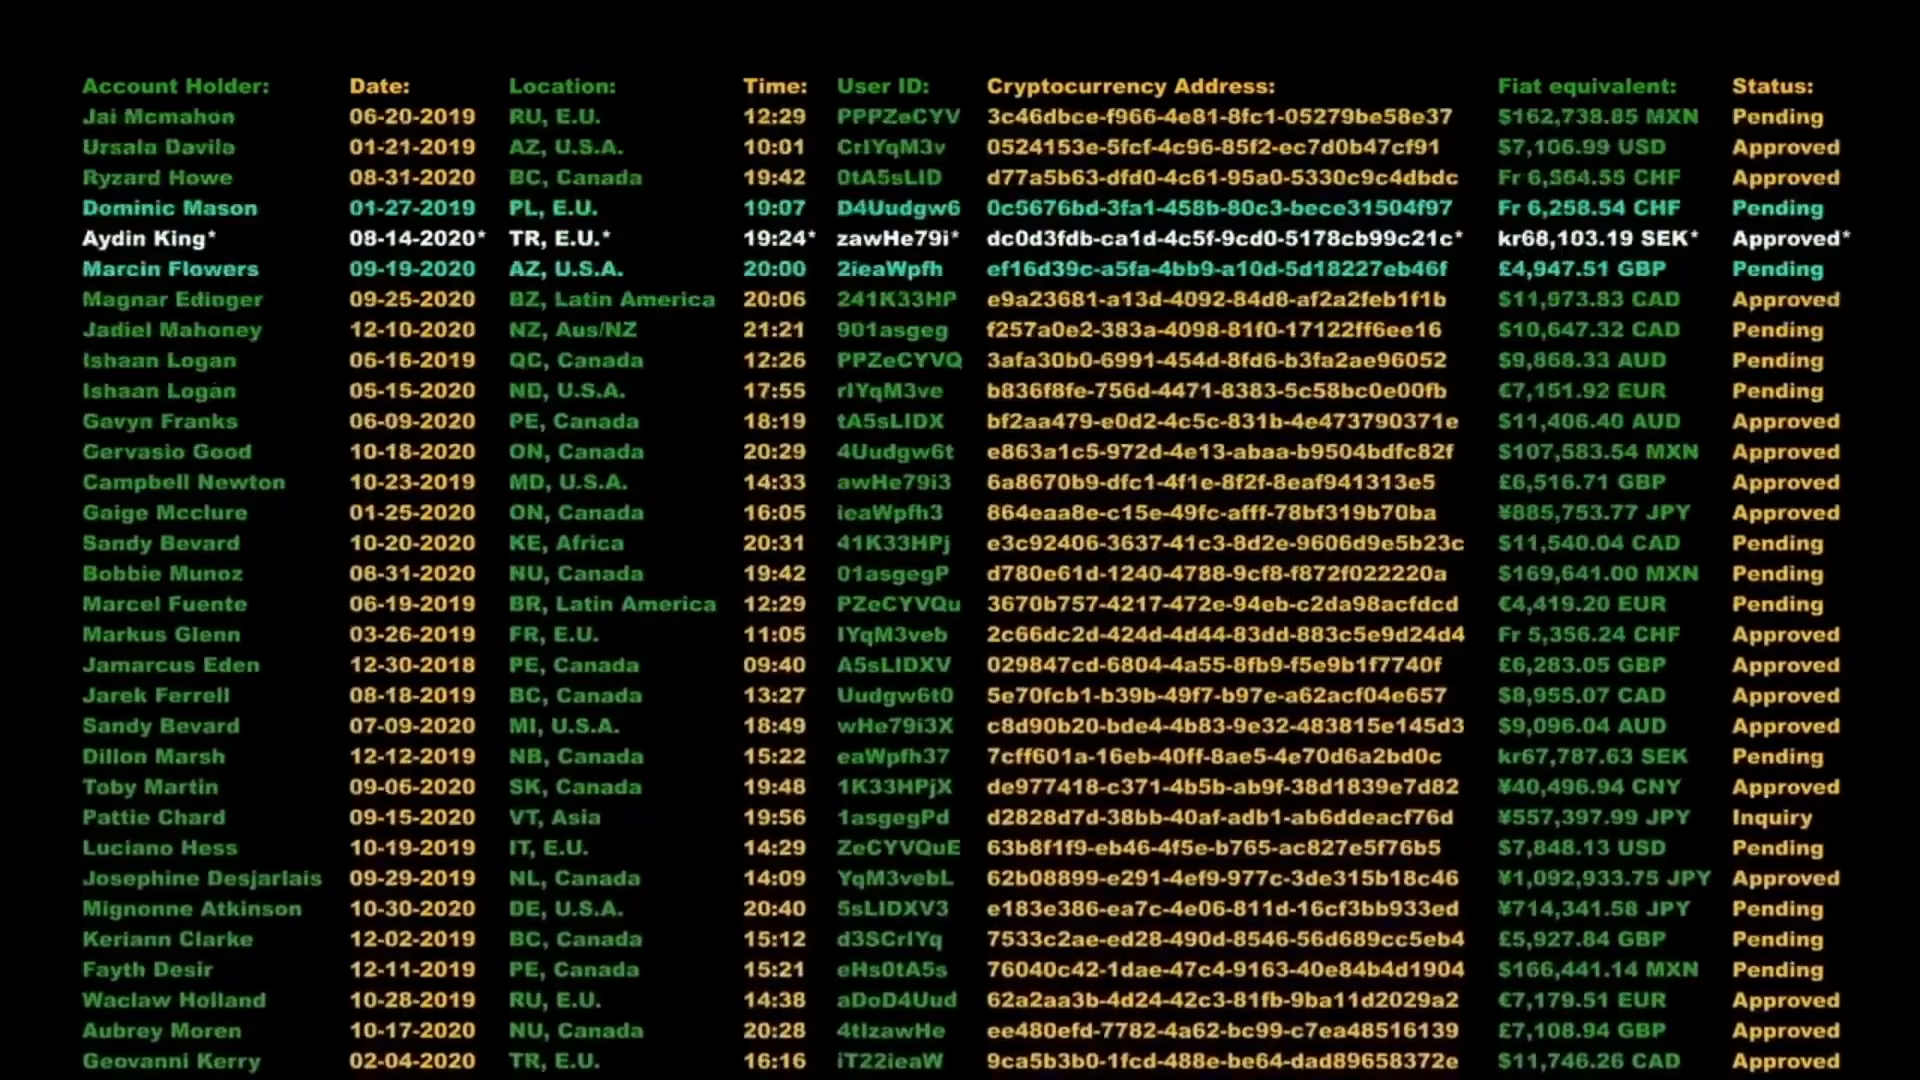 Account Holder: Date: Location: Time: User ID: Cryptocurrency Address: Fiat equivalent: Status:
Jai Mcmahon 06-20-2019 RU, E.U. 12:29 PPPZeCYV 3c46dbce-f966-4e81-8fc1-05279be58e37 $162,738.85 MXN Pending
Ursala Davila 01-21-2019 AZ, U.S.A. 10:01 CrIYqM3v 0524153e-5fcf-4c96-85f2-ec7d0b47cf91 $7,106.99 USD Approved
Ryzard Howe 08-31-2020 BC, Canada 19:42 0tA5sLID d77a5b63-dfd0-4c61-95a0-5330c9c4dbdc Fr 6,564.55 CHF Approved
Dominic Mason 01-27-2019 PL, E.U. 10:07 D4Uudgw6 0c5676bd-3fa1-458b-80c3-bece31504f97 Fr 6,258.54 CHF Pending
Aydin King* 08-14-2020* TR, E.U.* 19:24* zawHe79i* dc0d3fdb-ca1d-4c5f-9cd0-5178cb99c21c* kr68,103.19 SEK* Approved*
Marcin Flowers 09-19-2020 AZ, U.S.A. 20:00 2ieaWpfh ef16d39c-a5fa-4bb9-a10d-5d18227eb46f £4,947.51 GBP Pending
Magnar Edinger 09-25-2020 BZ, Latin America 20:06 241K33HP e9a23681-a13d-4092-84d8-af2a2feb1f1b $11,973.83 CAD Approved
Jadiel Mahoney 12-10-2020 NZ, Aus/NZ 21:21 901asgeg f257a0e2-383a-4098-81f0-17122ff6ee16 $10,647.32 CAD Pending
Ishaan Logan 06-16-2019 QC, Canada 12:26 PPZeCYVQ 3afa30b0-6991-454d-8fd6-b3fa2ae96052 $9,868.33 AUD Pending
Ishaan Logan 05-15-2020 ND, U.S.A. 17:55 rIYqM3ve b836f8fe-756d-4471-8383-5c58bc0e00fb €7,151.92 EUR Pending
Gavyn Franks 06-09-2020 PE, Canada 18:19 tA5sLIDX bf2aa479-e0d2-4c5c-831b-4e473790371e $11,406.40 AUD Approved
Gervasio Good 10-18-2020 ON, Canada 20:29 4Uudgw6t e863a1c5-972d-4e13-abaa-b9504bdfc82f $107,583.54 MXN Approved
Campbell Newton 10-23-2019 MD, U.S.A. 14:33 awHe79i3 6a8670b9-dfc1-4f1e-8f2f-8eaf941313e5 £6,516.71 GBP Approved
Gaige Mcclure 01-25-2020 ON, Canada 16:05 ieaWpfh3 864eaa8e-c15e-49fc-afff-78bf319b70ba ¥885,753.77 JPY Approved
Sandy Bevard 10-20-2020 KE, Africa 20:31 41K33HPj e3c92406-3637-41c3-8d2e-9606d9e5b23c $11,540.04 CAD Pending
Bobbie Munoz 08-31-2020 NU, Canada 19:42 01asgegP d780e61d-1240-4788-9cf8-f872f022220a $169,641.00 MXN Pending
Marcel Fuente 06-19-2019 BR, Latin America 12:29 PZeCYVQu 3670b757-4217-472e-94eb-c2da98acfdcd €4,419.20 EUR Pending
Markus Glenn 03-26-2019 FR, E.U. 11:05 IYqM3veb 2c66dc2d-424d-4d44-83dd-883c5e9d24d4 Fr 5,356.24 CHF Approved
Jamarcus Eden 12-30-2018 PE, Canada 09:40 A5sLIDXV 029847cd-6804-4a55-8fb9-f5e9b1f7740f £6,283.05 GBP Approved
Jarek Ferrell 08-18-2019 BC, Canada 13:27 Uudgw6t0 5e70fcb1-b39b-49f7-b97e-a62acf04e657 $8,955.07 CAD Approved
Sandy Bevard 07-09-2020 MI, U.S.A. 18:49 wHe79i3X c8d90b20-bde4-4b83-9e32-483815e145d3 $9,096.04 AUD Approved
Dillon Marsh 12-12-2019 NB, Canada 15:22 eaWpfh37 7cff601a-16eb-40ff-8ae5-4e70d6a2bd0c kr67,787.63 SEK Pending
Toby Martin 09-06-2020 SK, Canada 19:48 1K33HPjX de977418-c371-4b5b-ab9f-38d1839e7d82 ¥40,496.94 CNY Approved
Pattie Chard 09-15-2020 VT, Asia 19:56 1asgegPd d2828d7d-38bb-40af-adb1-ab6ddeacf76d ¥557,397.99 JPY Inquiry
Luciano Hess 10-19-2019 IT, E.U. 14:29 ZeCYVQuE 63b8f1f9-eb46-4f5e-b765-ac827e5f76b5 $7,848.13 USD Pending
Josephine Desjarlais 09-29-2019 NL, Canada 14:09 YqM3vebL 62b08899-e291-4ef9-977c-3de315b18c46 ¥1,092,933.75 JPY Approved
Mignonne Atkinson 10-30-2020 DE, U.S.A. 20:40 5sLIDXV3 e183e386-ea7c-4e06-811d-16cf3bb933ed ¥714,341.58 JPY Pending
Keriann Clarke 12-02-2019 BC, Canada 15:12 d3SCrIYq 7533c2ae-ed28-490d-8546-56d689cc5eb4 £5,927.84 GBP Pending
Fayth Desir 12-11-2019 PE, Canada 15:21 eHs0tA5s 76040c42-1dae-47c4-9163-40e84b4d1904 $166,441.14 MXN Pending
Waclaw Holland 10-28-2019 RU, E.U. 14:38 aDoD4Uud 62a2aa3b-4d24-42c3-81fb-9ba11d2029a2 €7,179.51 EUR Approved
Aubrey Moren 10-17-2020 NU, Canada 20:28 4tIzawHe ee480efd-7782-4a62-bc99-c7ea48516139 £7,108.94 GBP Approved
Geovanni Kerry 02-04-2020 TR, E.U. 16:16 iT22ieaW 9ca5b3b0-1fcd-488e-be64-dad89658372e $11,746.26 CAD Approved